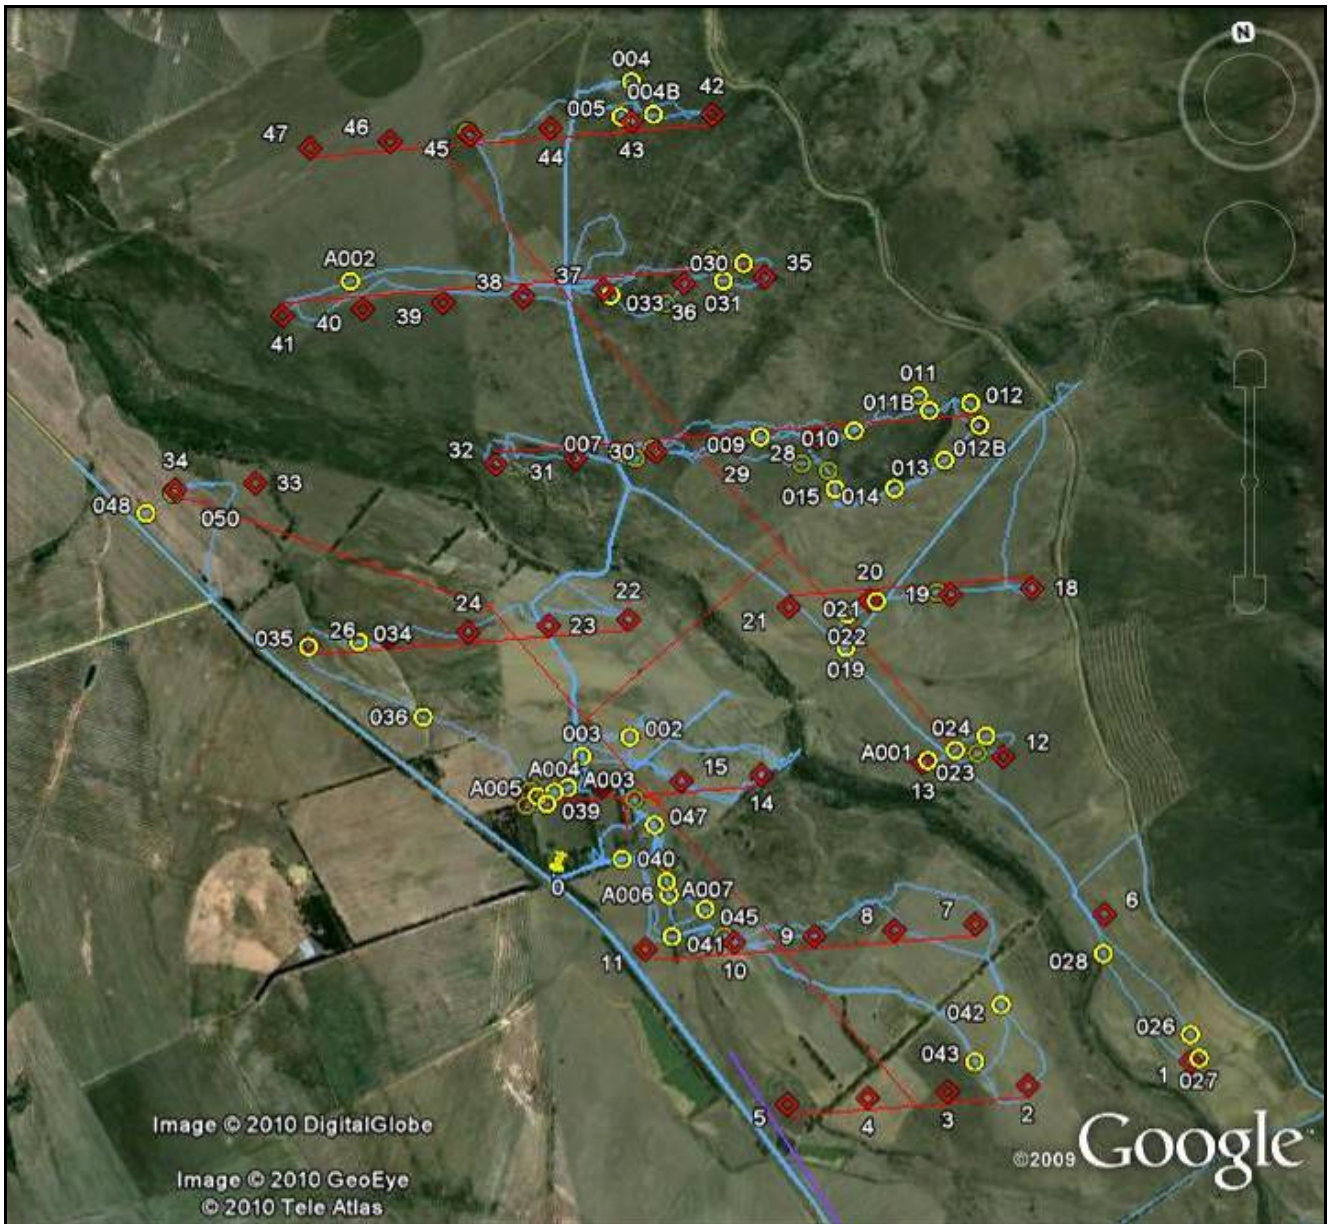 N
004
005 004B 42
47 46 45 44 43
A002 38 37 030 35
41 40 39 033 36 031
011
011B 012
32 31 007 30 009 28 010 012B
29 013
34 33 015 014
048 050
24 22 20 18
035 26 034 23 21 021 19
022
019
036
003 002 024 12
A001 023
A004 A003 15 13
A005 039 14
047
040
0 A006 A007 6
045 8 7
11 041 10 9 028
042
026
043 1 027
5 4 3 2
Image © 2010 DigitalGlobe
©2009 Google™
Image © 2010 GeoEye
© 2010 Tele Atlas